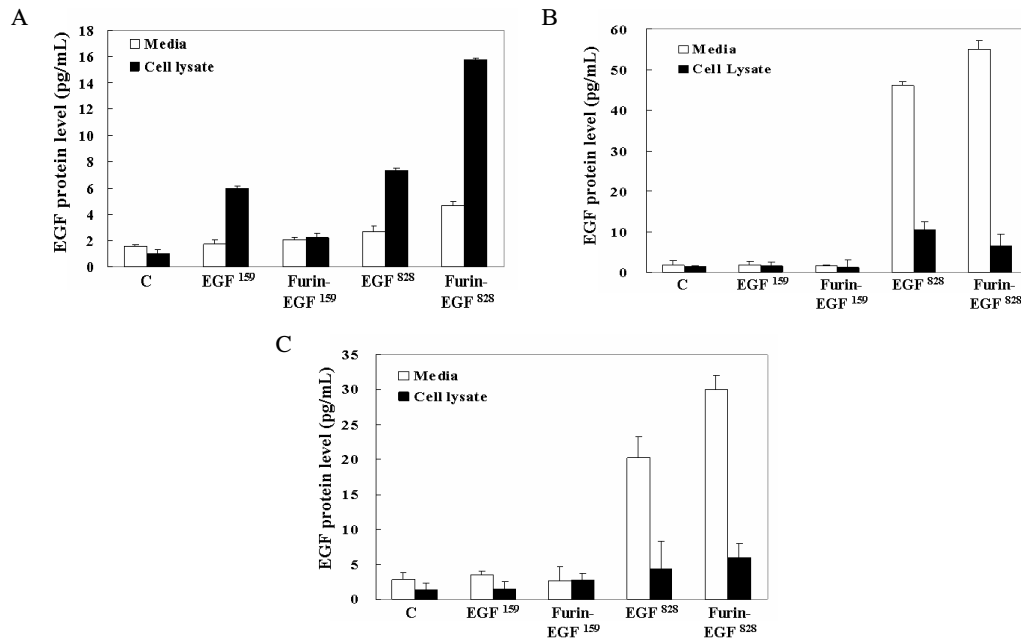 A
EGF protein level (pg/mL)
18
16
14
12
10
8
6
4
2
0
Media
Cell lysate
C
EGF 159
Furin-
EGF 159
EGF 828
Furin-
EGF 828
B
EGF protein level (pg/mL)
60
50
40
30
20
10
0
Media
Cell Lysate
C
EGF 159
Furin-
EGF 159
EGF 828
Furin-
EGF 828
C
EGF protein level (pg/mL)
35
30
25
20
15
10
5
0
Media
Cell lysate
C
EGF 159
Furin-
EGF 159
EGF 828
Furin-
EGF 828